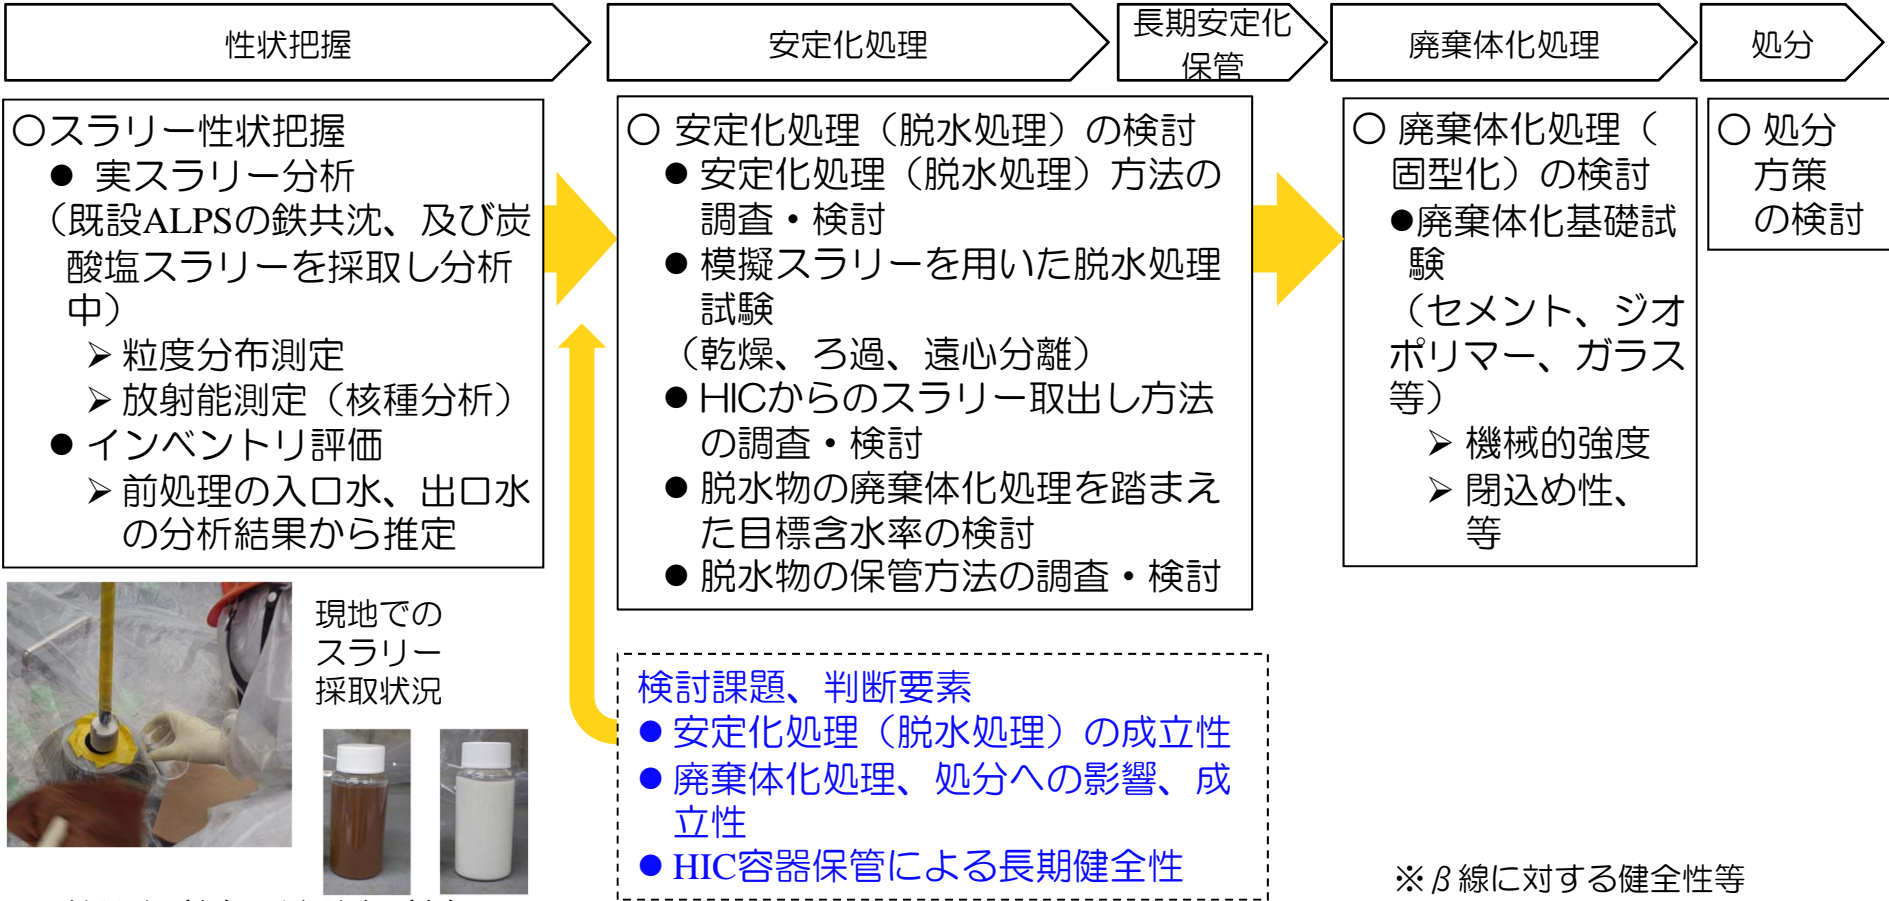 性状把握
安定化処理
長期安定化
保管
廃棄体化処理
処分
〇スラリー性状把握
● 実スラリー分析
（既設ALPSの鉄共沈、及び炭
酸塩スラリーを採取し分析
中）
➢ 粒度分布測定
➢ 放射能測定（核種分析）
● インベントリ評価
➢ 前処理の入口水、出口水
の分析結果から推定
〇 安定化処理（脱水処理）の検討
● 安定化処理（脱水処理）方法の
調査・検討
● 模擬スラリーを用いた脱水処理
試験
（乾燥、ろ過、遠心分離）
● HICからのスラリー取出し方法
の調査・検討
● 脱水物の廃棄体化処理を踏まえ
た目標含水率の検討
● 脱水物の保管方法の調査・検討
〇 廃棄体化処理（
固型化）の検討
●廃棄体化基礎試
験
（セメント、ジオ
ポリマー、ガラス
等）
➢ 機械的強度
➢ 閉込め性、
等
〇 処分
方策
の検討
現地での
スラリー
採取状況
検討課題、判断要素
● 安定化処理（脱水処理）の成立性
● 廃棄体化処理、処分への影響、成
立性
● HIC容器保管による長期健全性
※β線に対する健全性等